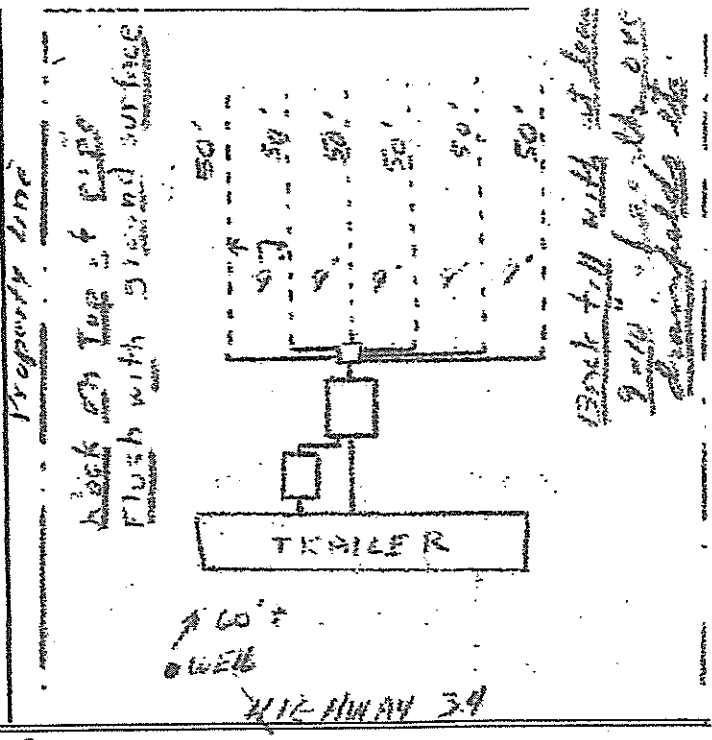 Property line
Rock on Top of pipe
Flush with ground surface
50'
50'
50'
50'
50'
50'
9'
9'
9'
9'
9'
Back fill with at least
TRAILER
60'±
WELL
HIGHWAY 34